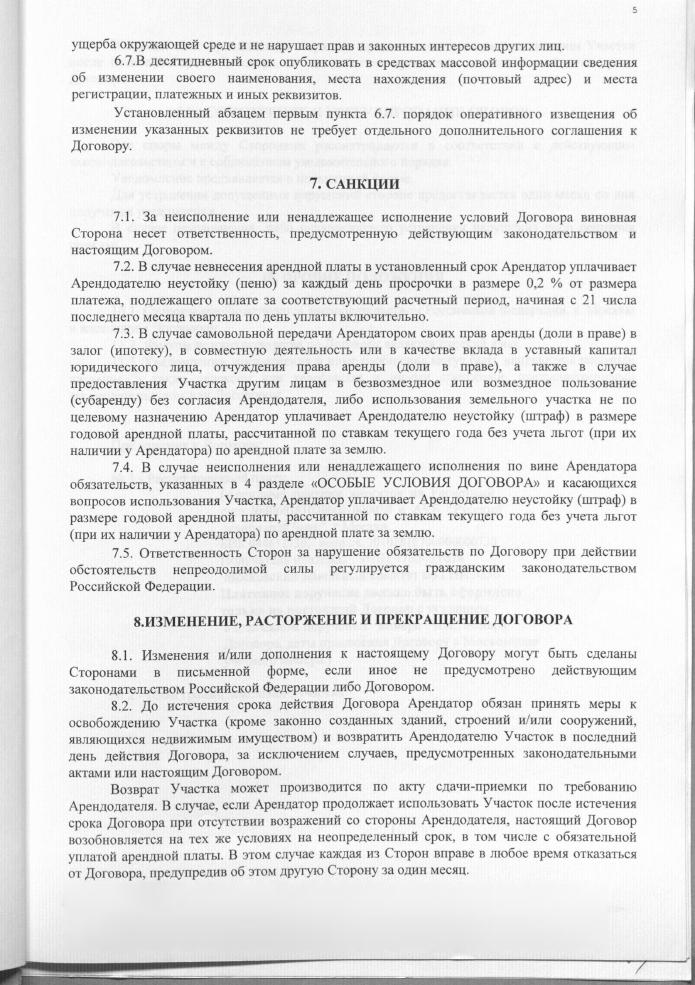 5
ущерба окружающей среде и не нарушает прав и законных интересов других лиц.
6.7.В десятидневный срок опубликовать в средствах массовой информации сведения
об изменении своего наименования, места нахождения (почтовый адрес) и места
регистрации, платежных и иных реквизитов.
Установленный абзацем первым пункта 6.7. порядок оперативного извещения об
изменении указанных реквизитов не требует отдельного дополнительного соглашения к
Договору.
7. САНКЦИИ
7.1. За неисполнение или ненадлежащее исполнение условий Договора виновная
Сторона несет ответственность, предусмотренную действующим законодательством и
настоящим Договором.
7.2. В случае невнесения арендной платы в установленный срок Арендатор уплачивает
Арендодателю неустойку (пеню) за каждый день просрочки в размере 0,2 % от размера
платежа, подлежащего оплате за соответствующий расчетный период, начиная с 21 числа
последнего месяца квартала по день уплаты включительно.
7.3. В случае самовольной передачи Арендатором своих прав аренды (доли в праве) в
залог (ипотеку), в совместную деятельность или в качестве вклада в уставный капитал
юридического лица, отчуждения права аренды (доли в праве), а также в случае
предоставления Участка другим лицам в безвозмездное или возмездное пользование
(субаренду) без согласия Арендодателя, либо использования земельного участка не по
целевому назначению Арендатор уплачивает Арендодателю неустойку (штраф) в размере
годовой арендной платы, рассчитанной по ставкам текущего года без учета льгот (при их
наличии у Арендатора) по арендной плате за землю.
7.4. В случае неисполнения или ненадлежащего исполнения по вине Арендатора
обязательств, указанных в 4 разделе «ОСОБЫЕ УСЛОВИЯ ДОГОВОРА» и касающихся
вопросов использования Участка, Арендатор уплачивает Арендодателю неустойку (штраф) в
размере годовой арендной платы, рассчитанной по ставкам текущего года без учета льгот
(при их наличии у Арендатора) по арендной плате за землю.
7.5. Ответственность Сторон за нарушение обязательств по Договору при действии
обстоятельств непреодолимой силы регулируется гражданским законодательством
Российской Федерации.
8.ИЗМЕНЕНИЕ, РАСТОРЖЕНИЕ И ПРЕКРАЩЕНИЕ ДОГОВОРА
8.1. Изменения и/или дополнения к настоящему Договору могут быть сделаны
Сторонами в письменной форме, если иное не предусмотрено действующим
законодательством Российской Федерации либо Договором.
8.2. До истечения срока действия Договора Арендатор обязан принять меры к
освобождению Участка (кроме законно созданных зданий, строений и/или сооружений,
являющихся недвижимым имуществом) и возвратить Арендодателю Участок в последний
день действия Договора, за исключением случаев, предусмотренных законодательными
актами или настоящим Договором.
Возврат Участка может производится по акту сдачи-приемки по требованию
Арендодателя. В случае, если Арендатор продолжает использовать Участок после истечения
срока Договора при отсутствии возражений со стороны Арендодателя, настоящий Договор
возобновляется на тех же условиях на неопределенный срок, в том числе с обязательной
уплатой арендной платы. В этом случае каждая из Сторон вправе в любое время отказаться
от Договора, предупредив об этом другую Сторону за один месяц.